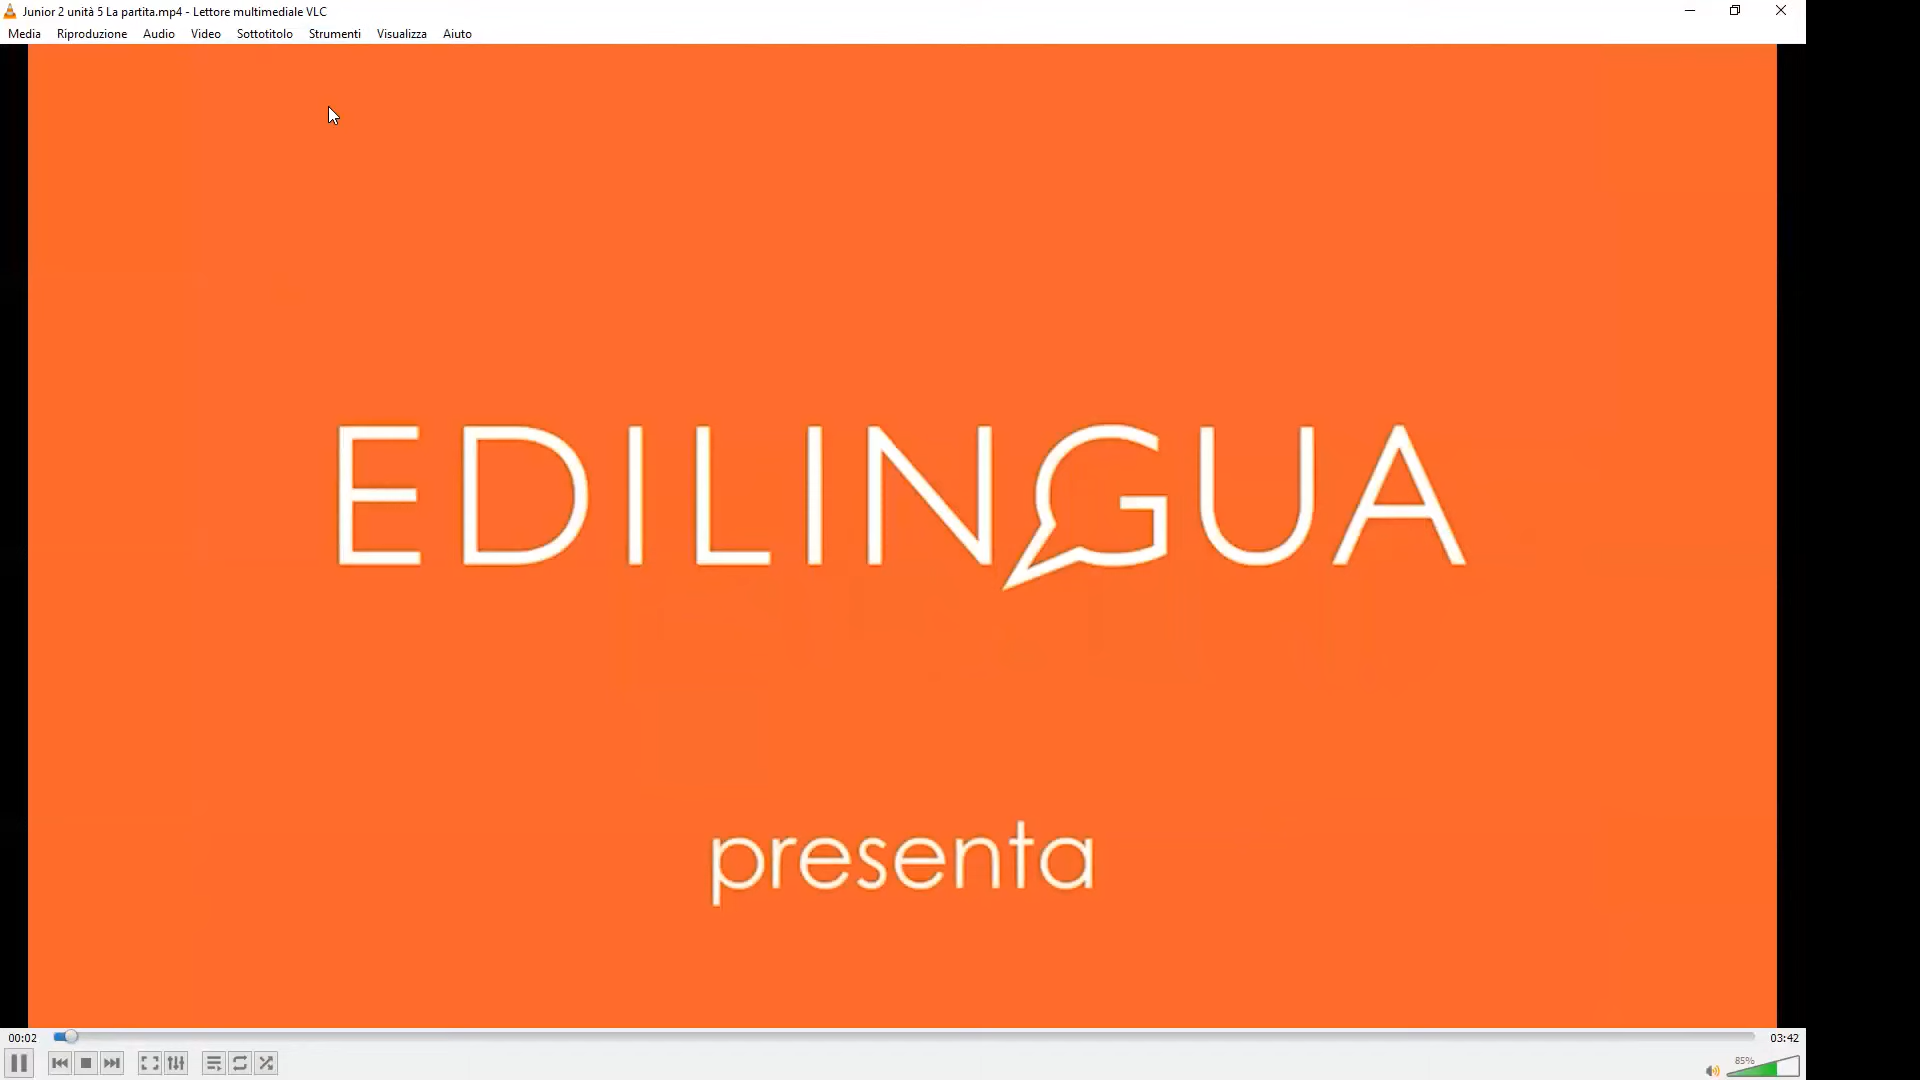 Junior 2 unità 5 La partita.mp4 - Lettore multimediale VLC
Media Riproduzione Audio Video Sottotitolo Strumenti Visualizza Aiuto
EDILINGUA
presenta
00:02 03:42
85%